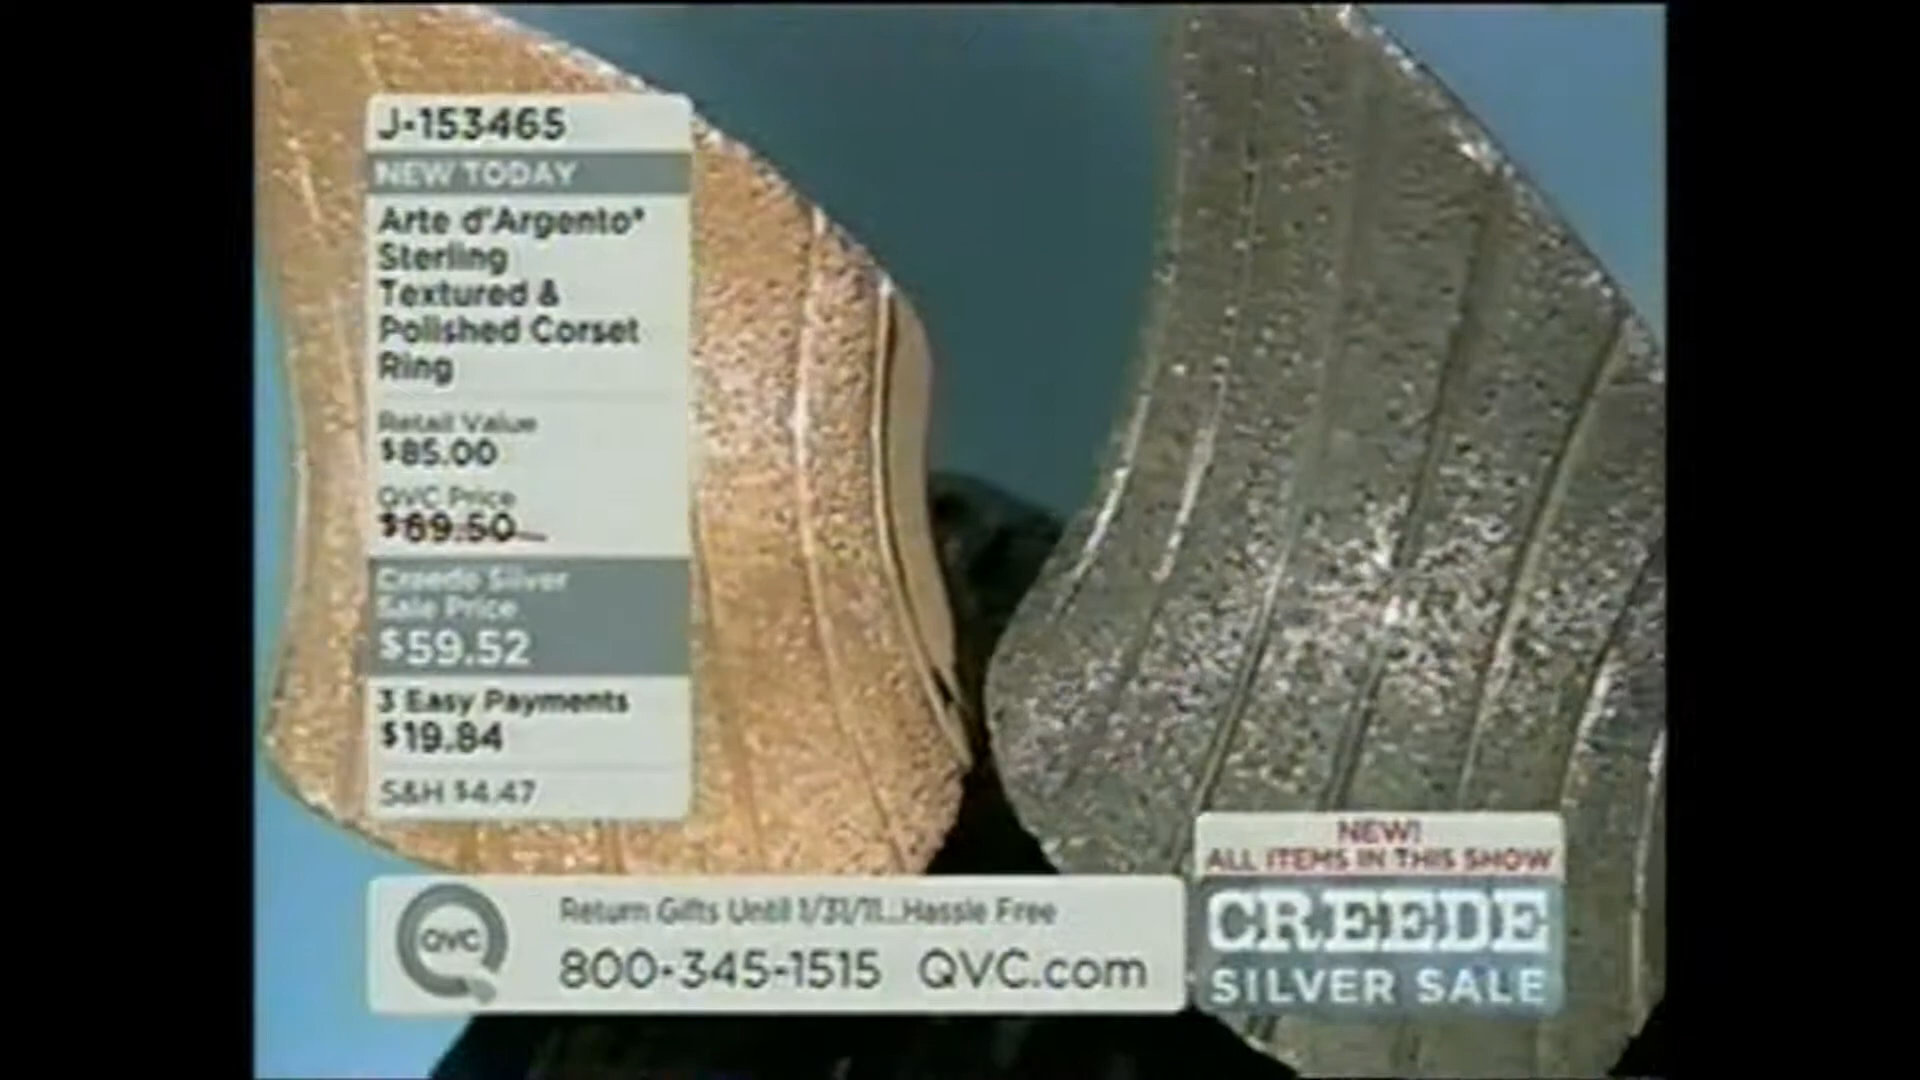 J-153465
NEW TODAY
Arte d'Argento*
Sterling
Textured &
Polished Corset
Ring
Retail Value
$85.00
QVC Price
$69.50
Creede Silver
Sale Price
$59.52
3 Easy Payments
$19.84
S&H $4.47
QVC
Return Gifts Until 1/31/11...Hassle Free
800-345-1515 QVC.com
NEW!
ALL ITEMS IN THIS SHOW
CREEDE
SILVER SALE